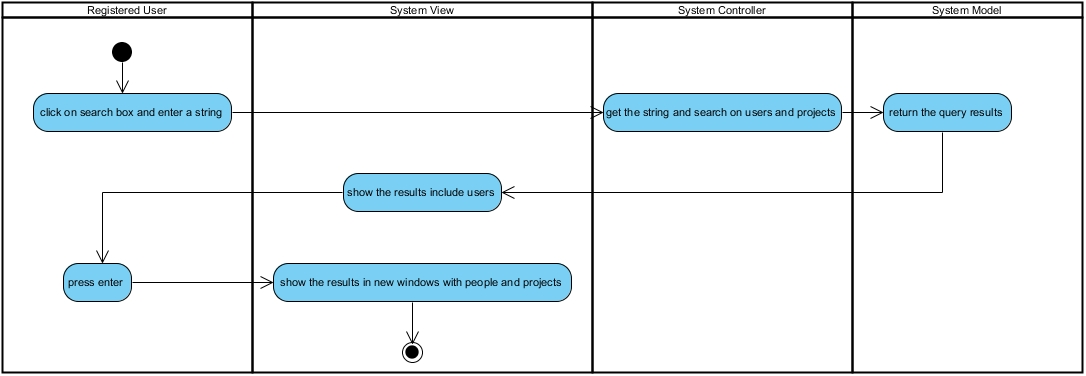 Registered User
System View
System Controller
System Model
click on search box and enter a string
get the string and search on users and projects
return the query results
show the results include users
press enter
show the results in new windows with people and projects